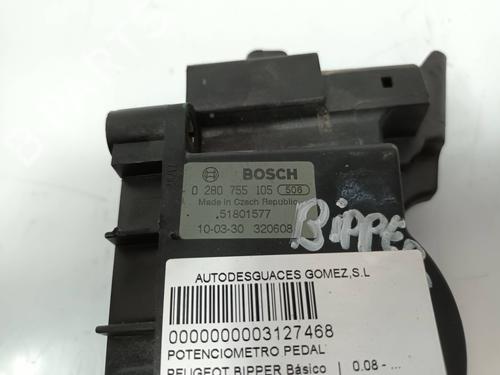 BOSCH
0 280 755 105 506
Made in Czech Republic
51801577
10-03-30 320608
BIPPER
AUTODESGUACES GOMEZ,S.L
0000000003127468
POTENCIOMETRO PEDAL
PEUGEOT BIPPER Básico | 0.08 - ...